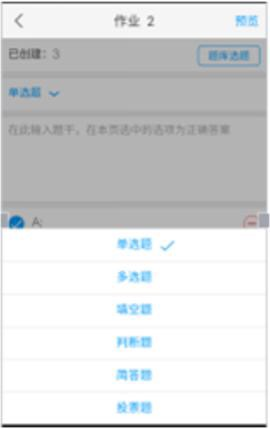 作业 2
预览
已创建：3
题库选题
单选题
在此输入题干，在本页选中的选项为正确答案
A:
单选题
多选题
填空题
判断题
简答题
投票题